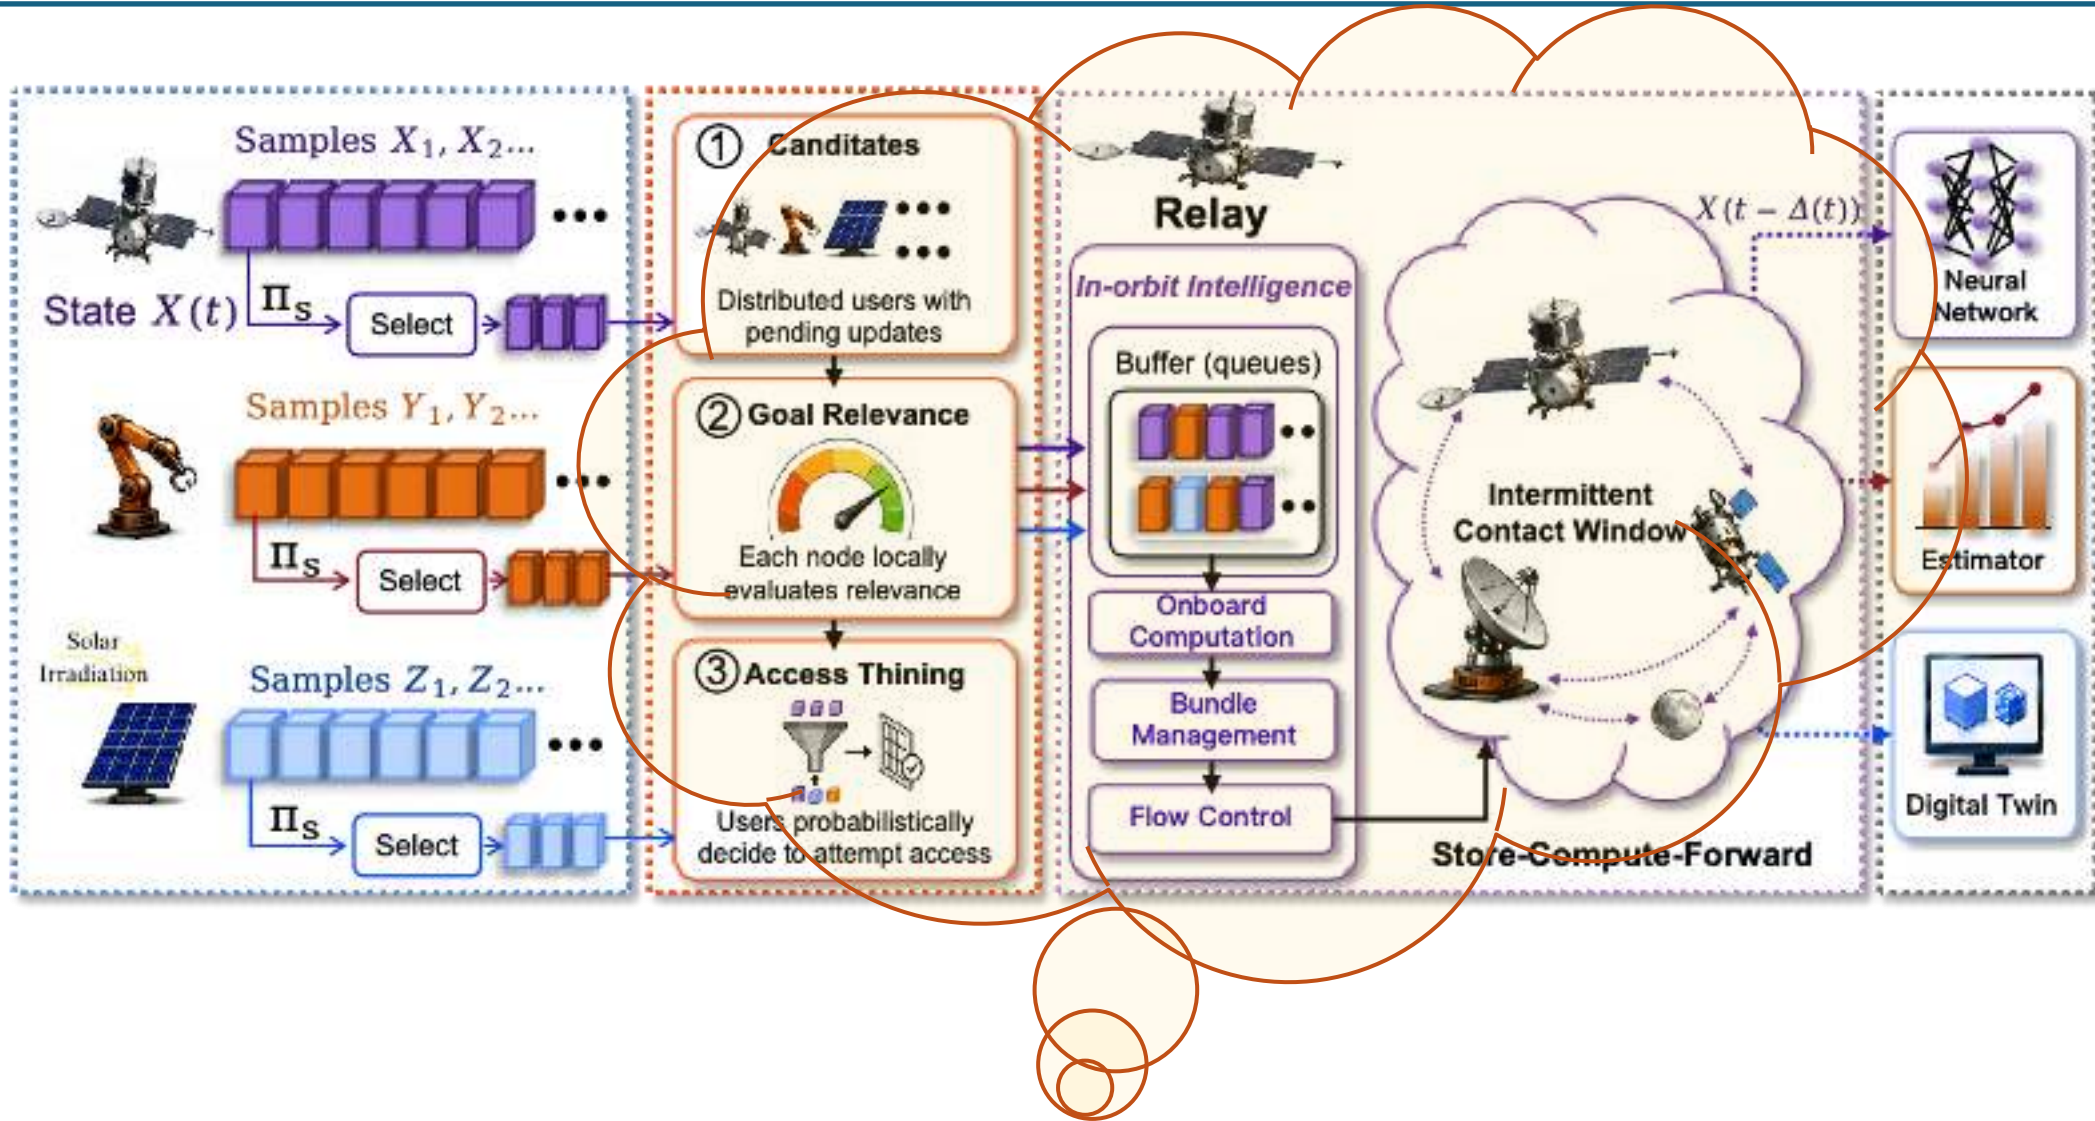 Samples X₁, X₂...
State X(t)
Πs
Select
Samples Y₁, Y₂...
Πs
Select
Solar
Irradiation
Samples Z₁, Z₂...
Πs
Select
① Canditates
Distributed users with
pending updates
② Goal Relevance
Each node locally
evaluates relevance
③ Access Thining
Users probabilistically
decide to attempt access
Relay
In-orbit Intelligence
Buffer (queues)
Onboard
Computation
Bundle
Management
Flow Control
X(t − Δ(t))
Intermittent
Contact Window
Store-Compute-Forward
Neural
Network
Estimator
Digital Twin